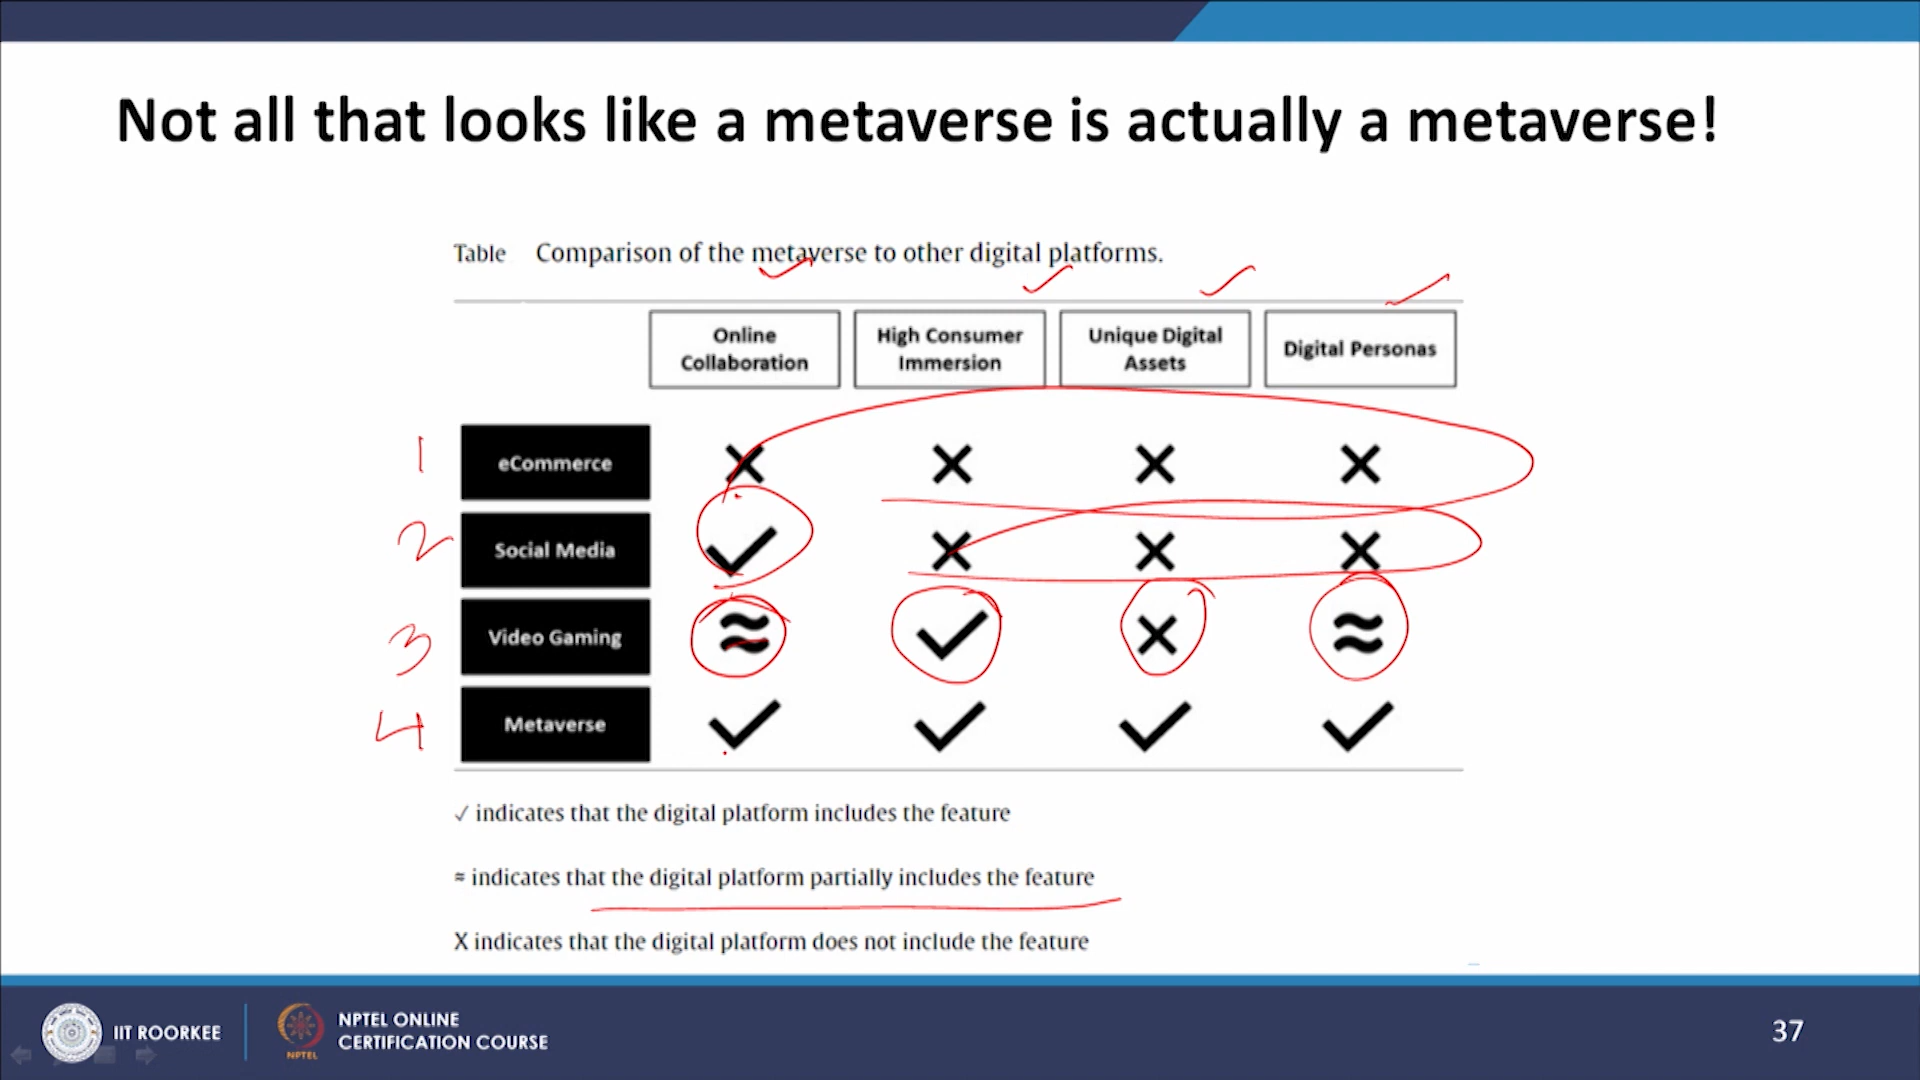 Not all that looks like a metaverse is actually a metaverse!
Table Comparison of the metaverse to other digital platforms.
Online Collaboration
High Consumer Immersion
Unique Digital Assets
Digital Personas
1 eCommerce X X X X
2 Social Media ✓ X X X
3 Video Gaming ≈ ✓ X ≈
4 Metaverse ✓ ✓ ✓ ✓
✓ indicates that the digital platform includes the feature
≈ indicates that the digital platform partially includes the feature
X indicates that the digital platform does not include the feature
IIT ROORKEE
NPTEL
NPTEL ONLINE
CERTIFICATION COURSE
37